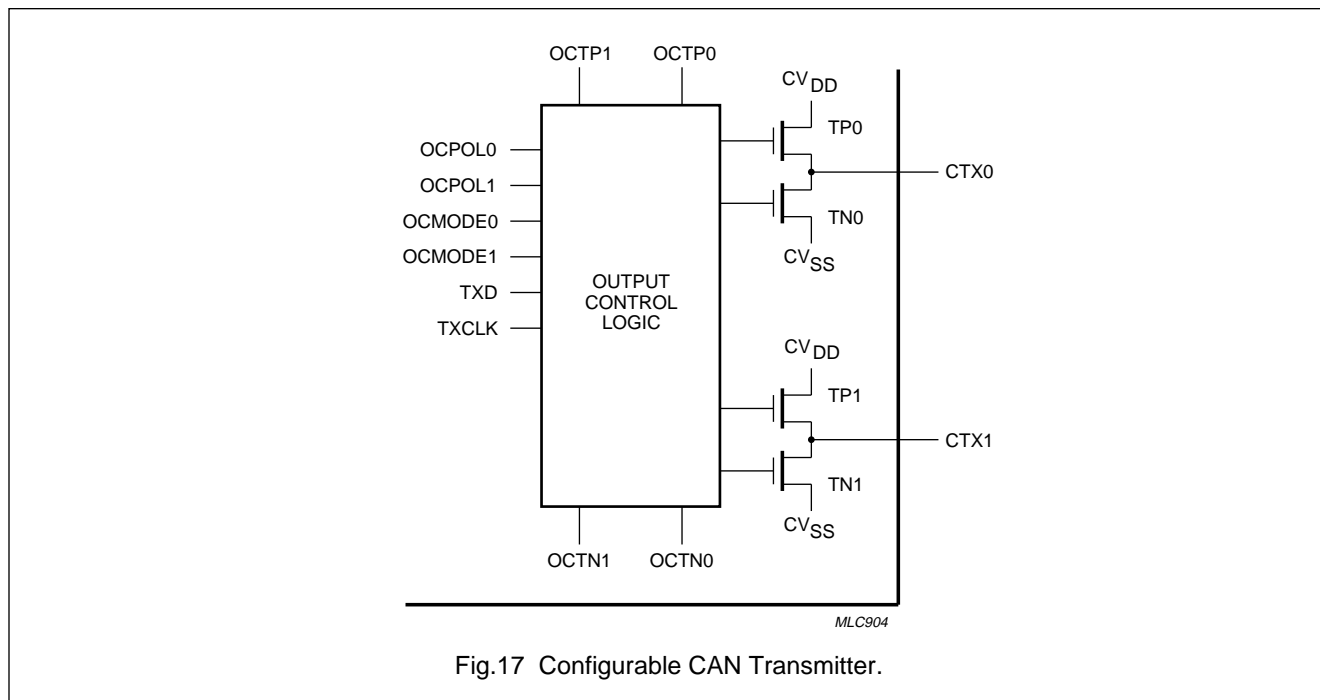 OCTP1
OCTP0
CVDD
TP0
OCPOL0
CTX0
OCPOL1
TN0
OCMODE0
OCMODE1
CVSS
OUTPUT
CONTROL
LOGIC
TXD
TXCLK
CVDD
TP1
CTX1
TN1
CVSS
OCTN1
OCTN0
MLC904
Fig.17 Configurable CAN Transmitter.